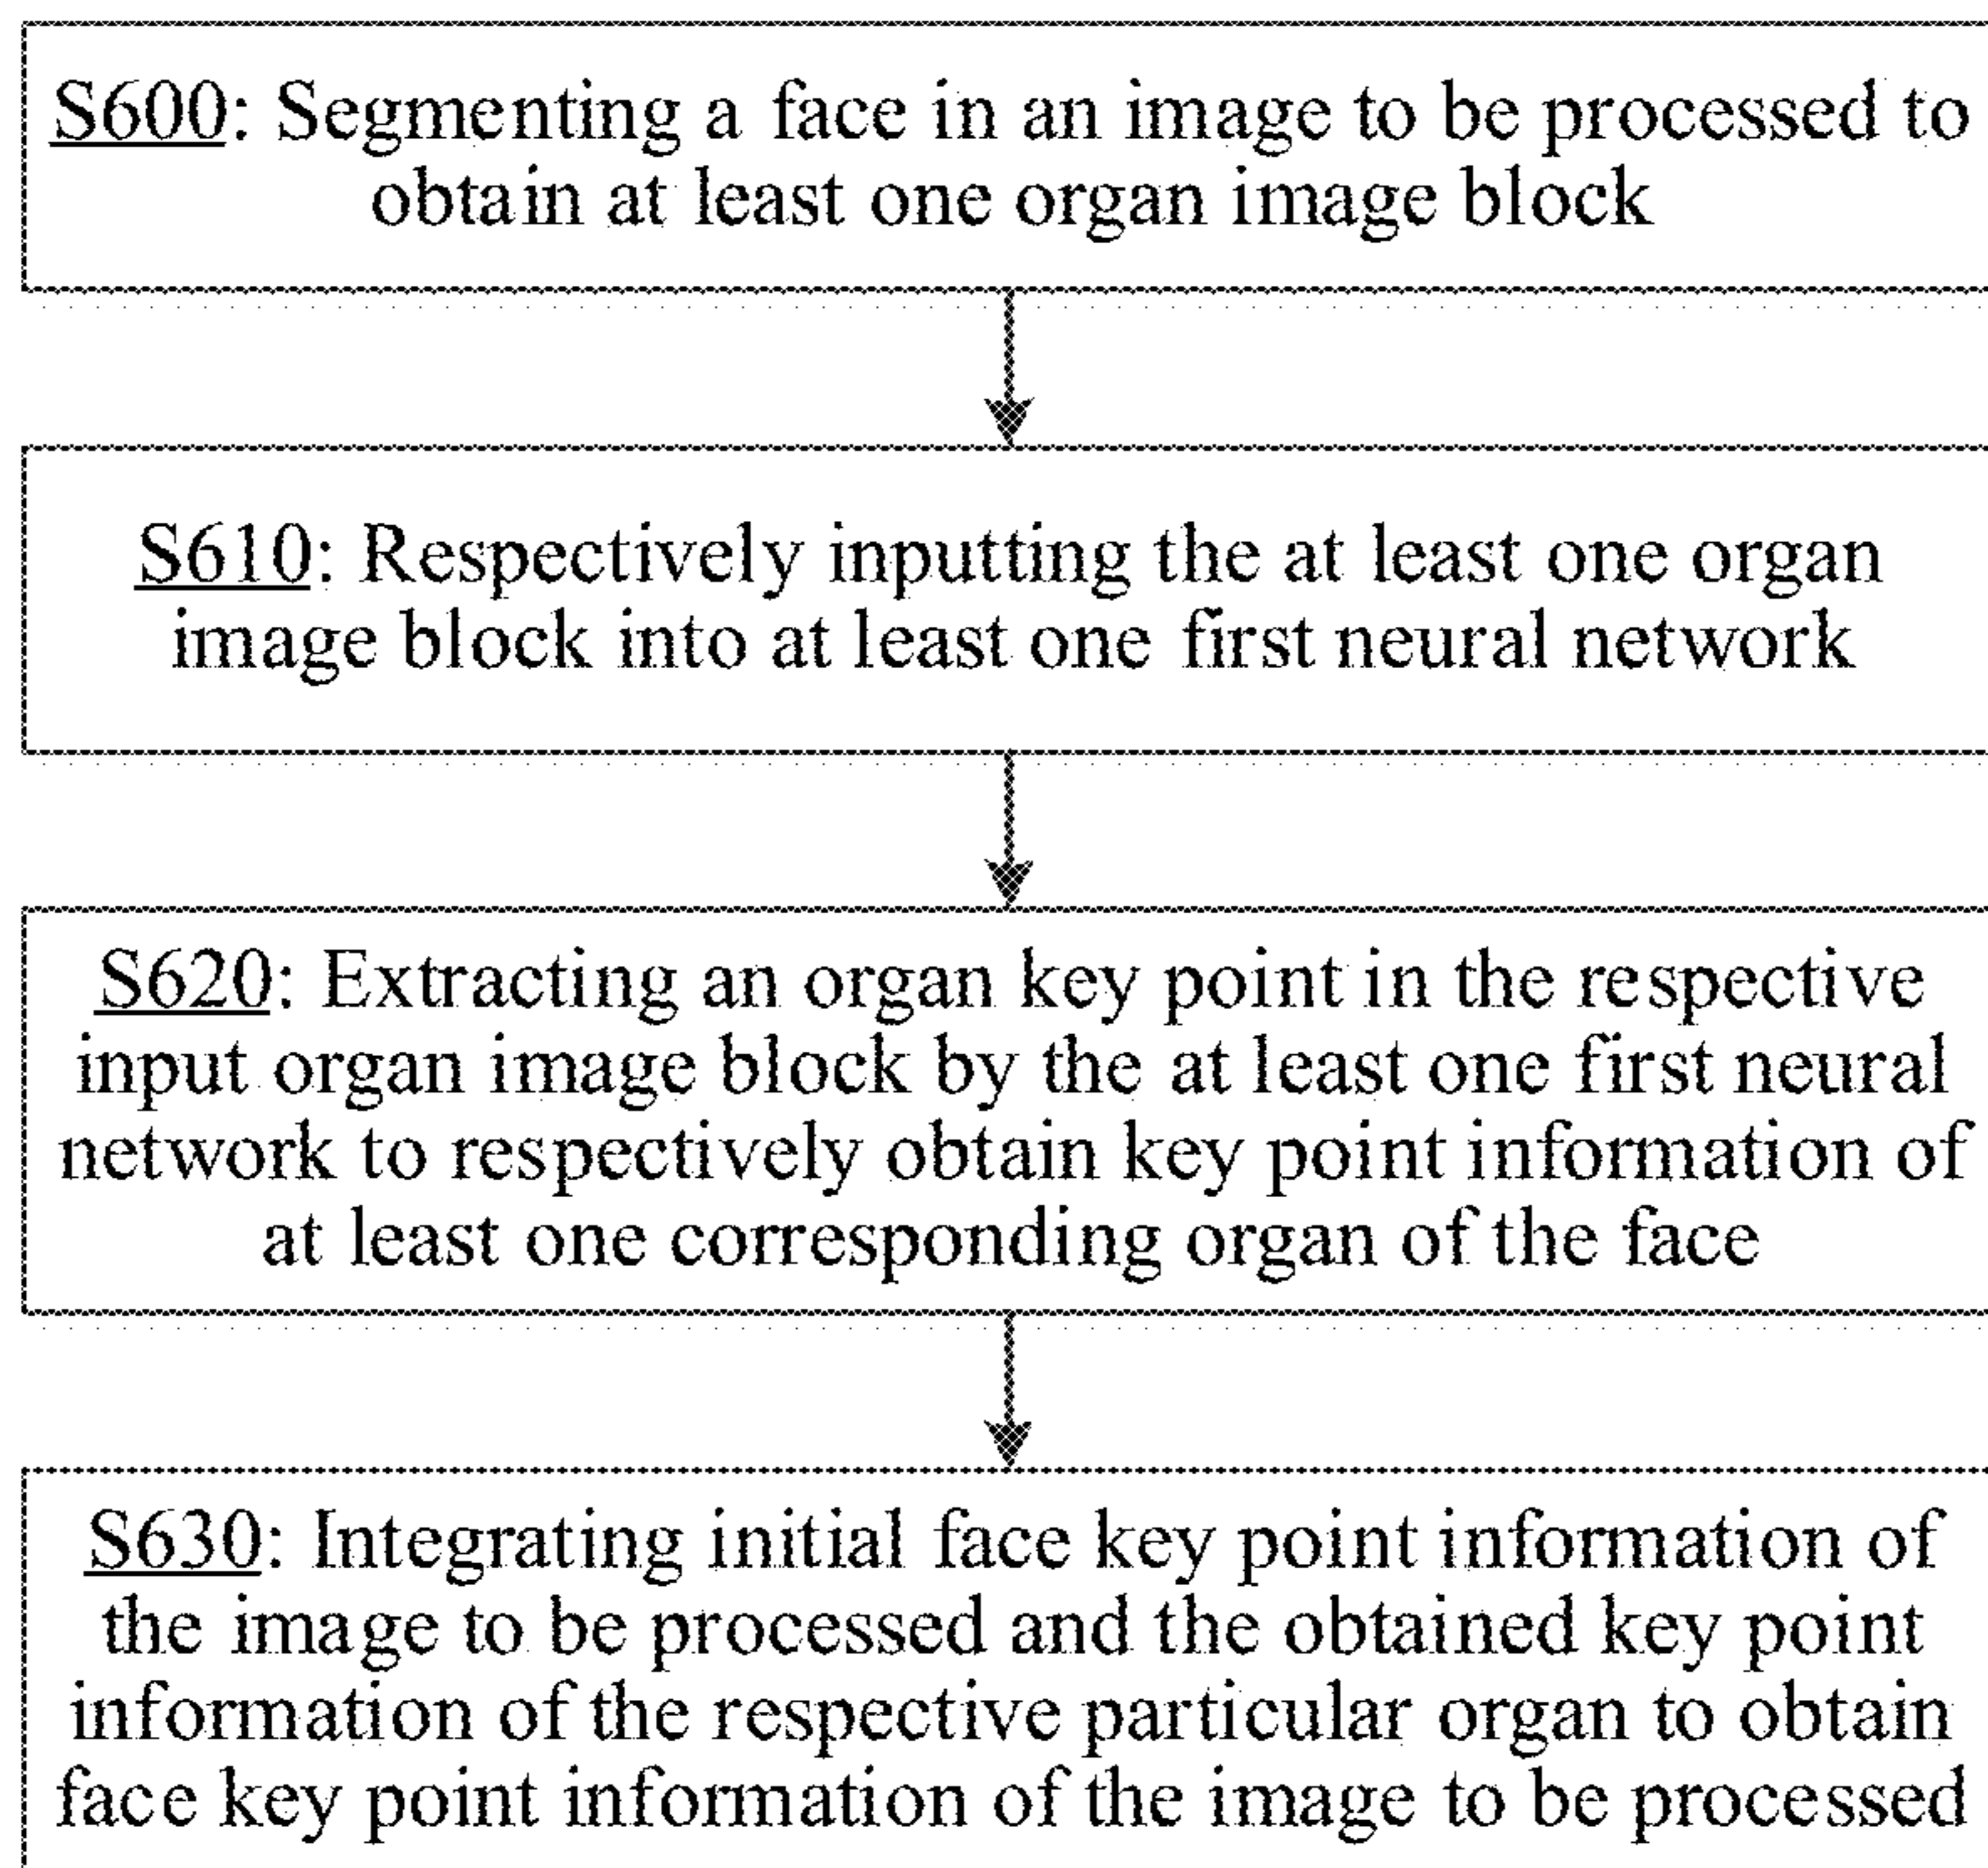 S600: Segmenting a face in an image to be processed to
obtain at least one organ image block
S610: Respectively inputting the at least one organ
image block into at least one first neural network
S620: Extracting an organ key point in the respective
input organ image block by the at least one first neural
network to respectively obtain key point information of
at least one corresponding organ of the face
S630: Integrating initial face key point information of
the image to be processed and the obtained key point
information of the respective particular organ to obtain
face key point information of the image to be processed